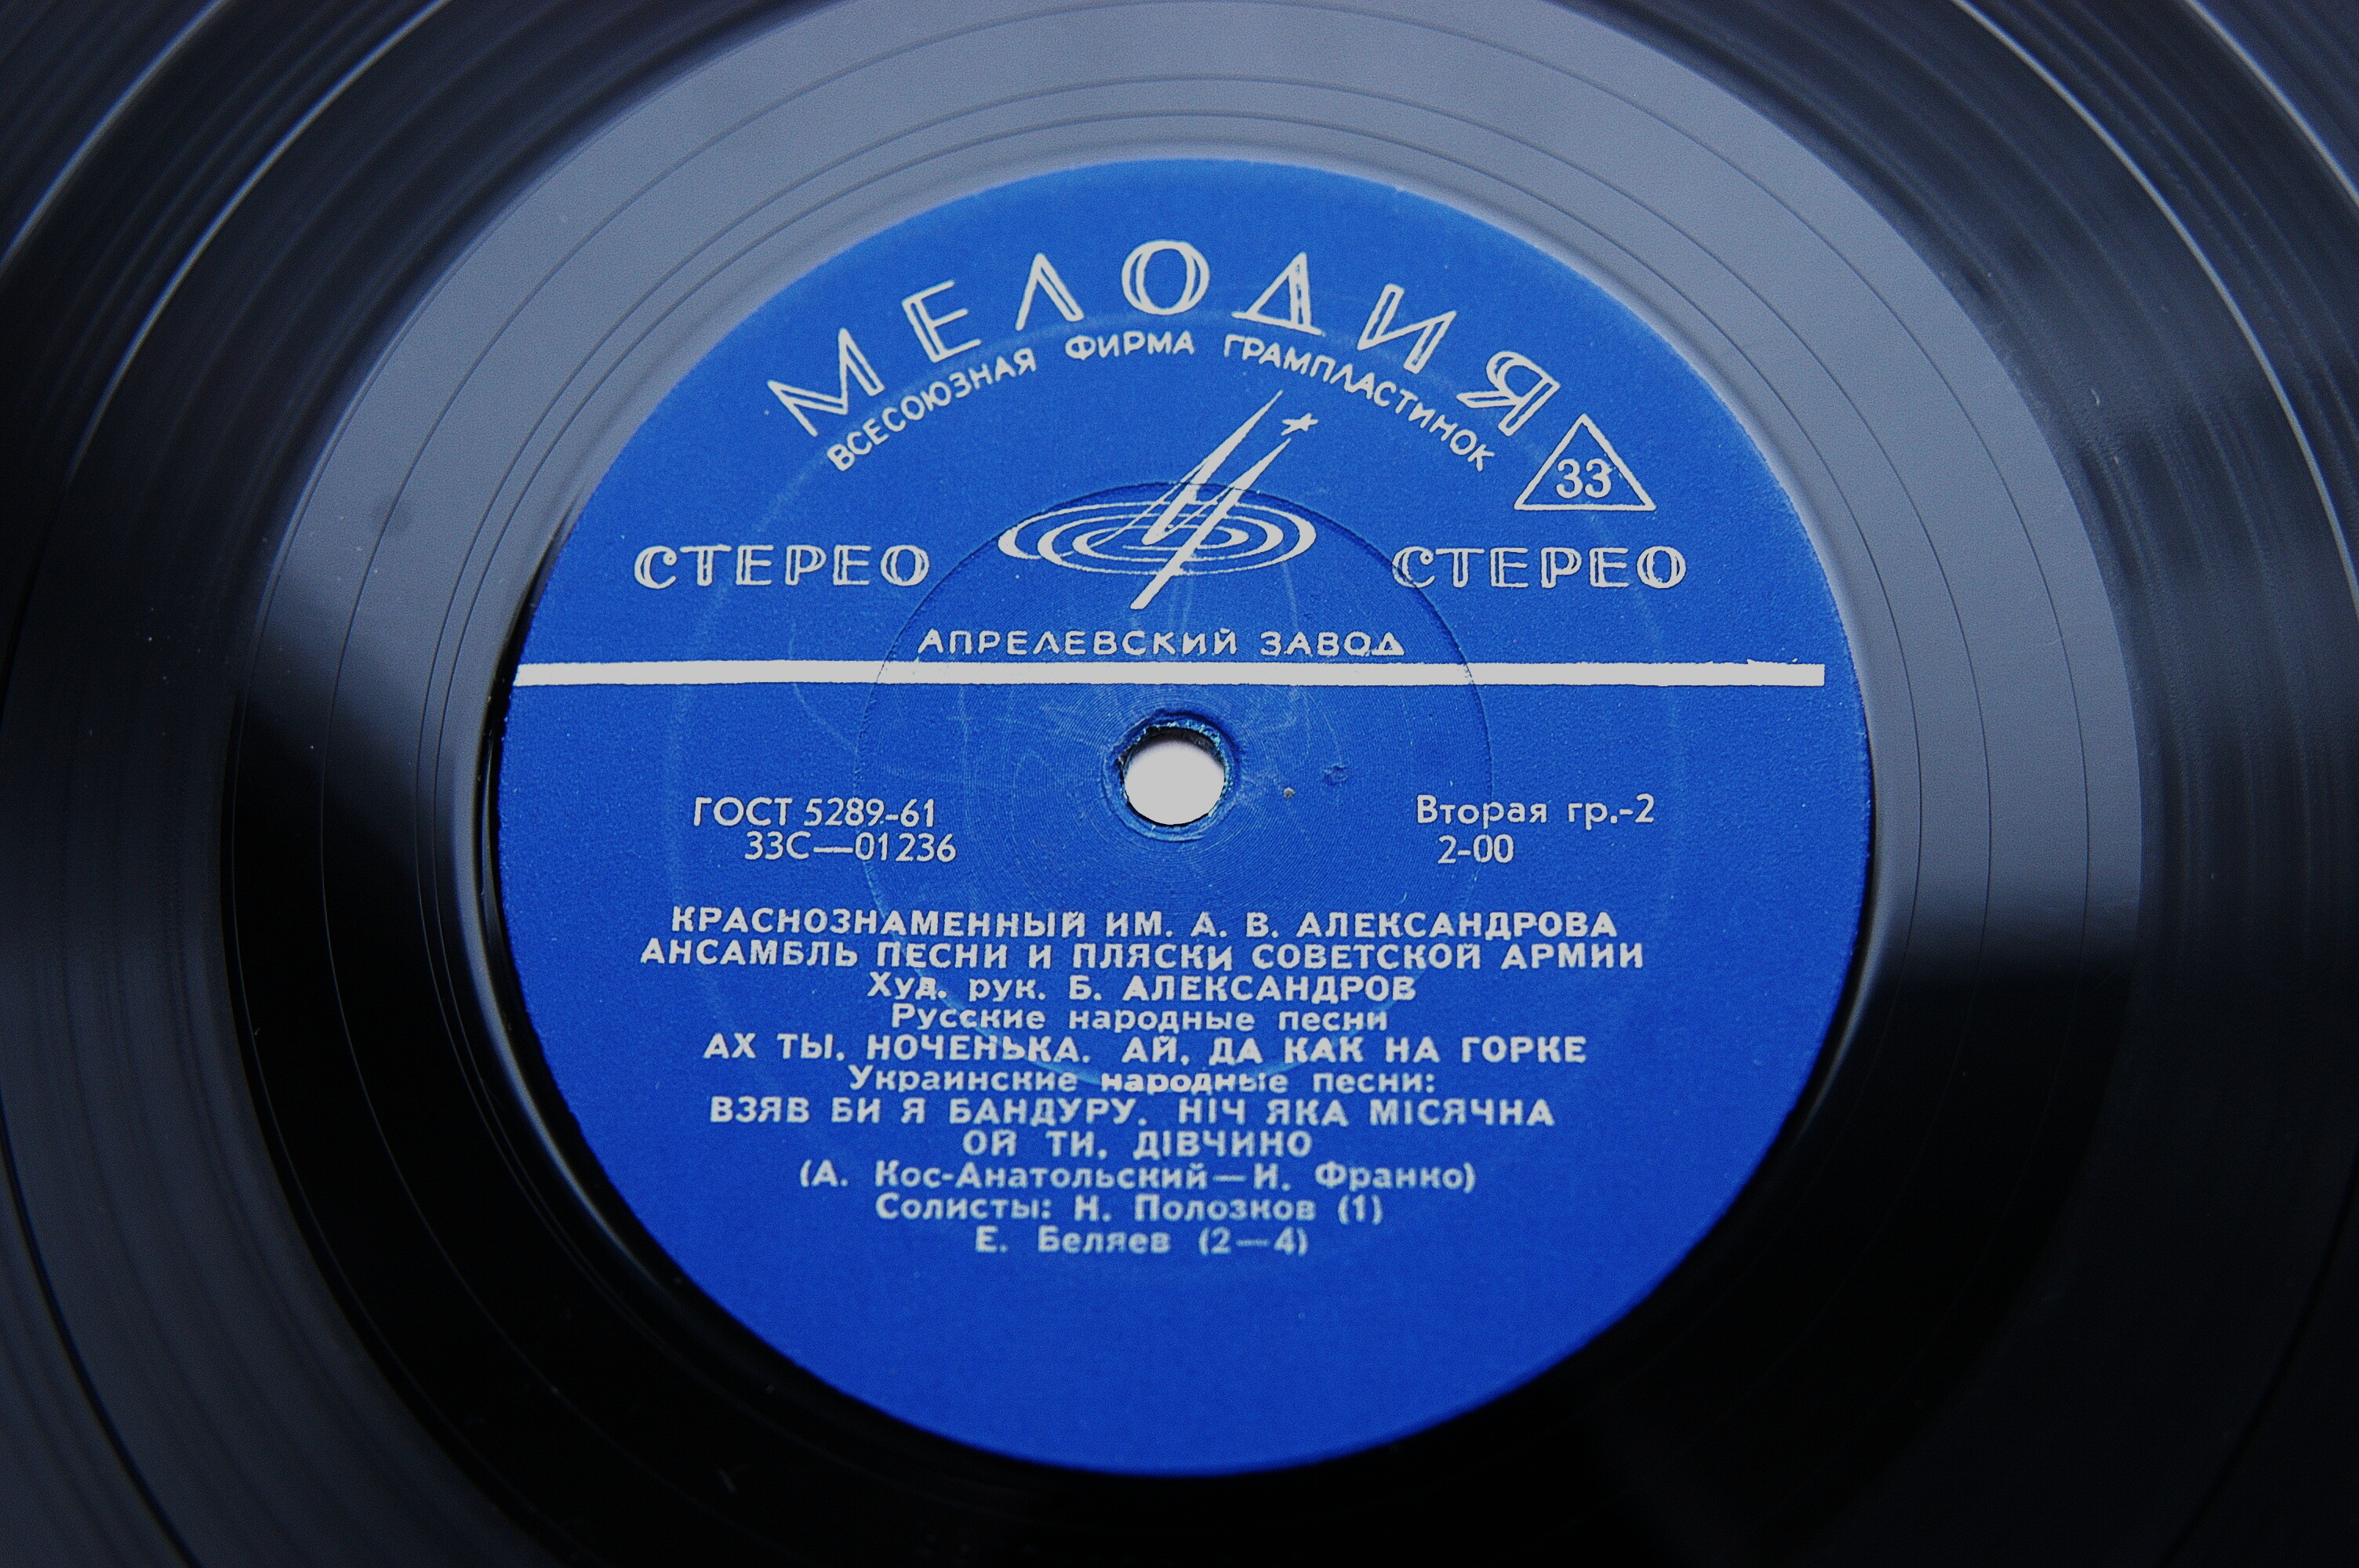 МЕЛОДИЯ
ВСЕСОЮЗНАЯ ФИРМА ГРАМПЛАСТИНОК
33
СТЕРЕО СТЕРЕО
АПРЕЛЕВСКИЙ ЗАВОД
ГОСТ 5289-61 Вторая гр.-2
33С—01236 2-00
КРАСНОЗНАМЕННЫЙ ИМ. А. В. АЛЕКСАНДРОВА
АНСАМБЛЬ ПЕСНИ И ПЛЯСКИ СОВЕТСКОЙ АРМИИ
Худ. рук. Б. АЛЕКСАНДРОВ
Русские народные песни
АХ ТЫ, НОЧЕНЬКА. АЙ, ДА КАК НА ГОРКЕ
Украинские народные песни:
ВЗЯВ БИ Я БАНДУРУ. НІЧ ЯКА МІСЯЧНА
ОЙ ТИ, ДІВЧИНО
(А. Кос-Анатольский—И. Франко)
Солисты: Н. Полозков (1)
Е. Беляев (2—4)